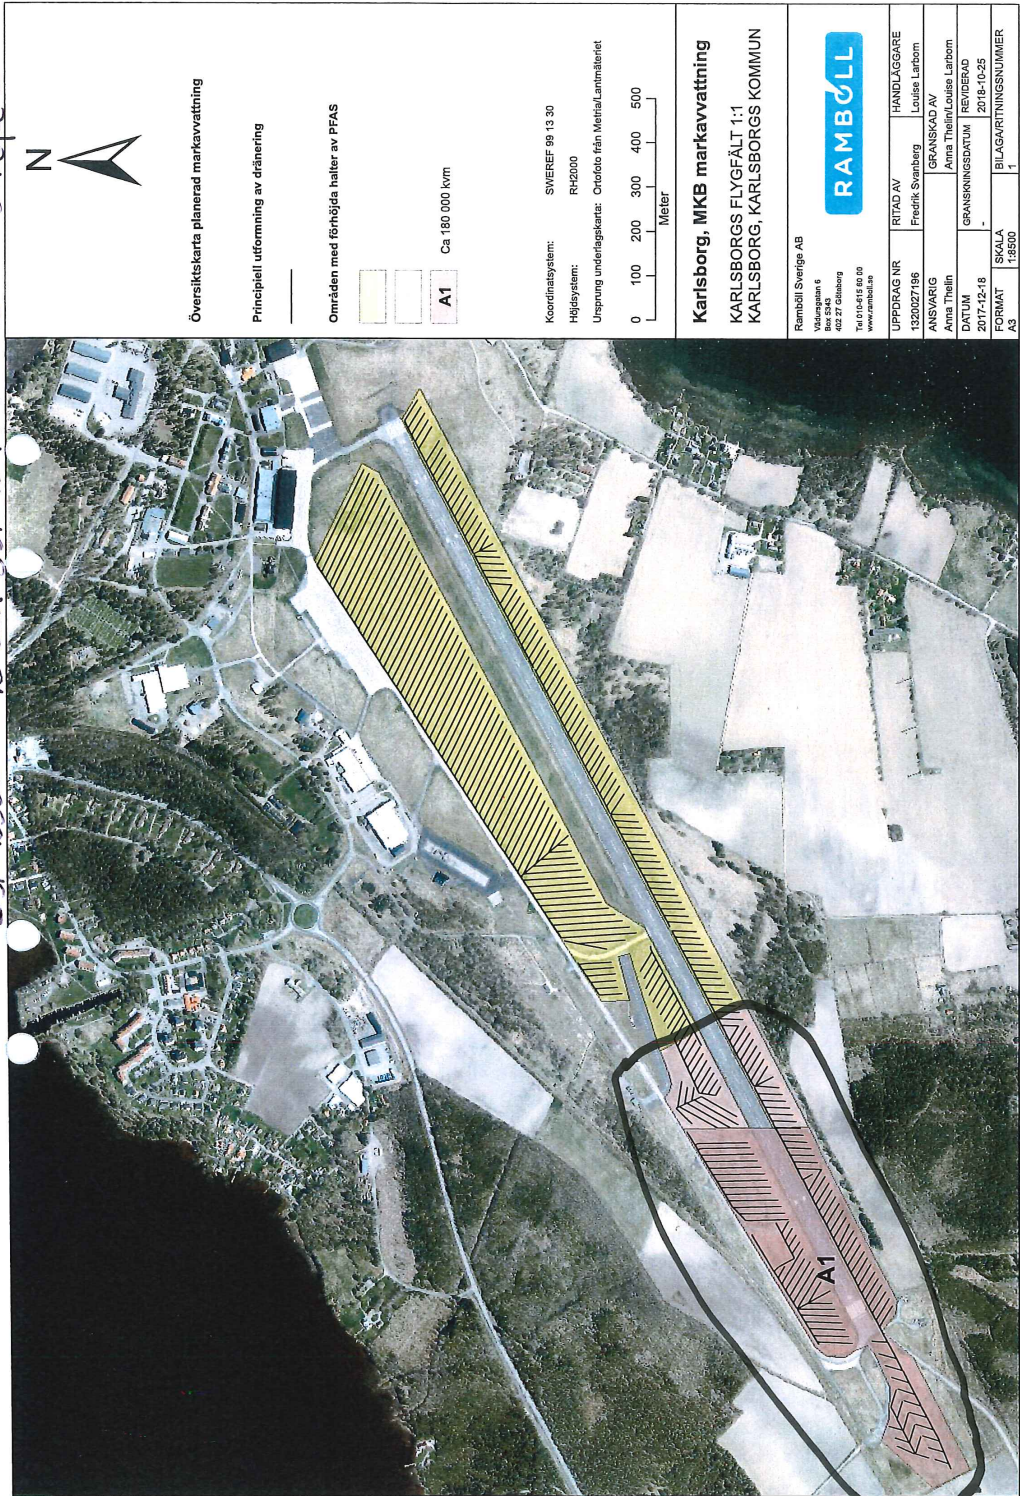 N
Översiktskarta planerad markavvattning
Principiell utformning av dränering
Områden med förhöjda halter av PFAS
A1 Ca 180 000 kvm
Koordinatsystem: SWEREF 99 13 30
Höjdsystem: RH2000
Ursprung underlagskarta: Ortofoto från Metria/Lantmäteriet
0 100 200 300 400 500
Meter
Karlsborg, MKB markavvattning
KARLSBORGS FLYGFÄLT 1:1
KARLSBORG, KARLSBORGS KOMMUN
Ramböll Sverige AB
Vädursgatan 6
Box 5343
402 27 Göteborg
Tel 010-615 60 00
www.ramboll.se
RAMBOLL
UPPDRAG NR RITAD AV HANDLÄGGARE
1320027196 Fredrik Svanberg Louise Larbom
ANSVARIG GRANSKAD AV
Anna Thelin Anna Thelin/Louise Larbom
DATUM GRANSKNINGSDATUM REVIDERAD
2017-12-18 - 2018-10-25
FORMAT SKALA BILAGA/RITNINGSNUMMER
A3 1:8500 1
A1